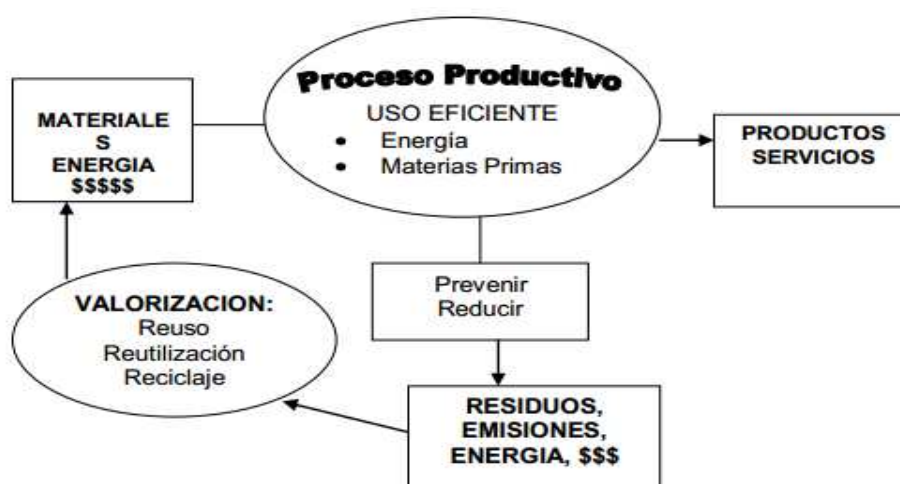 Proceso Productivo
USO EFICIENTE
• Energía
• Materias Primas
MATERIALE
S
ENERGIA
$$$$$
PRODUCTOS
SERVICIOS
Prevenir
Reducir
VALORIZACION:
Reuso
Reutilización
Reciclaje
RESIDUOS,
EMISIONES,
ENERGIA, $$$